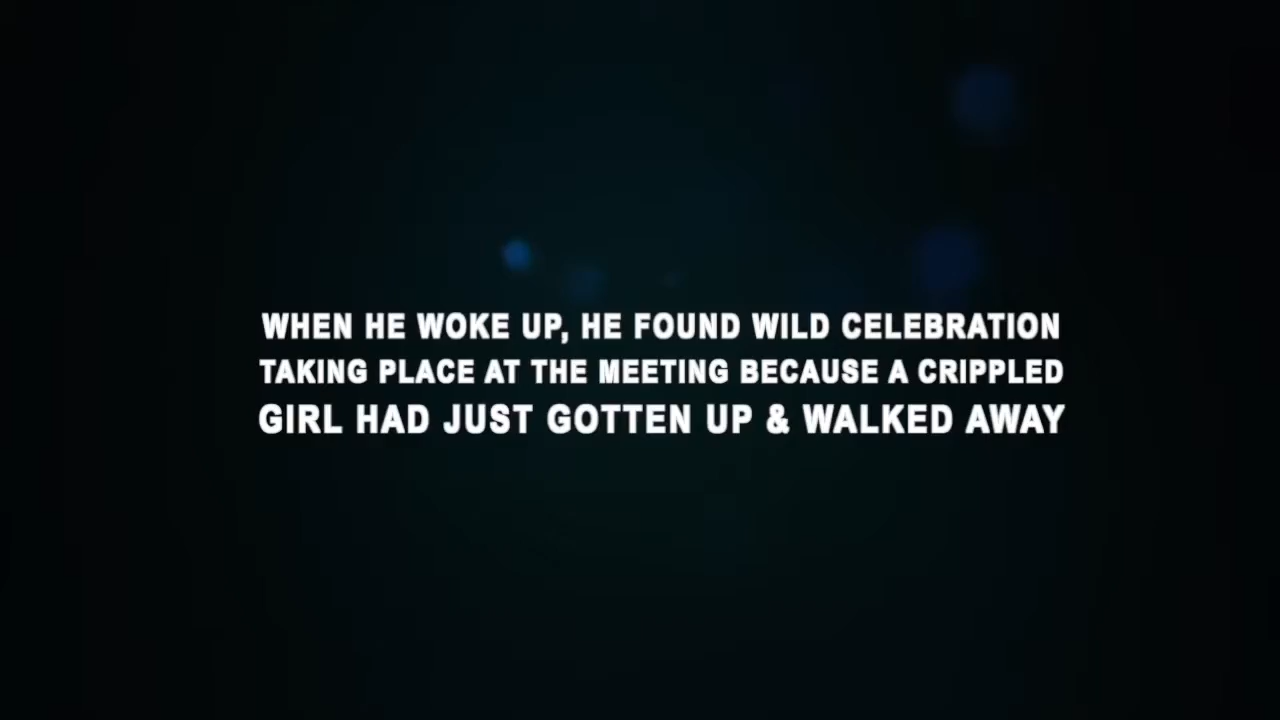 WHEN HE WOKE UP, HE FOUND WILD CELEBRATION
TAKING PLACE AT THE MEETING BECAUSE A CRIPPLED
GIRL HAD JUST GOTTEN UP & WALKED AWAY